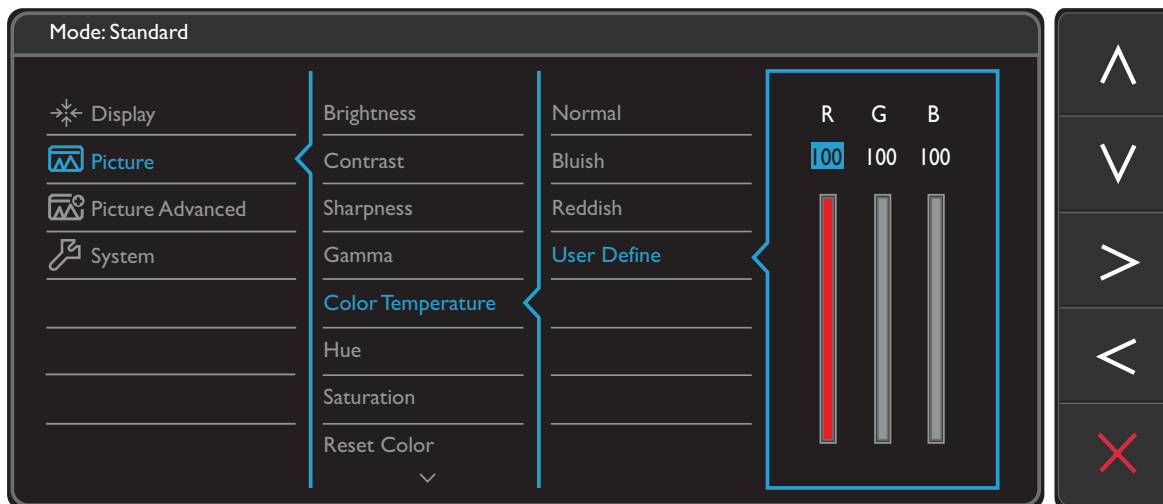 Mode: Standard
Display
Picture
Picture Advanced
System
Brightness
Contrast
Sharpness
Gamma
Color Temperature
Hue
Saturation
Reset Color
Normal
Bluish
Reddish
User Define
R G B
100 100 100